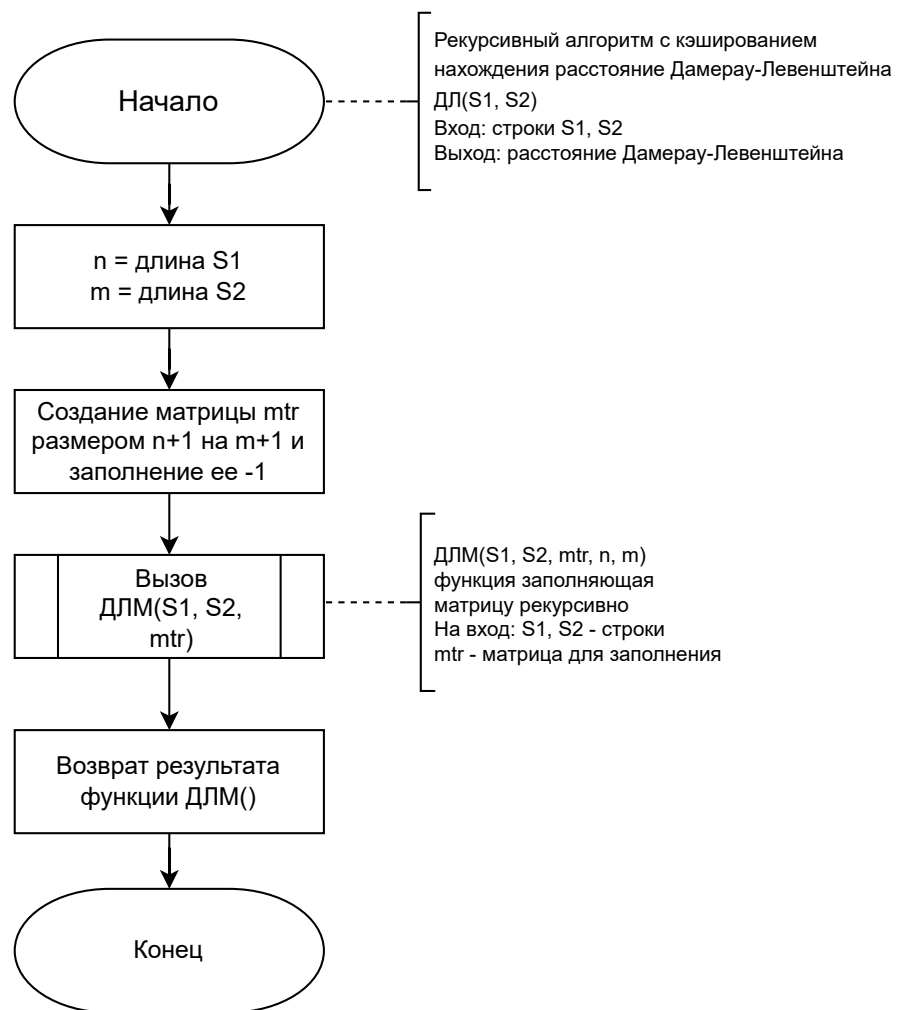 Начало
Рекурсивный алгоритм с кэшированием
нахождения расстояние Дамерау-Левенштейна
ДЛ(S1, S2)
Вход: строки S1, S2
Выход: расстояние Дамерау-Левенштейна
n = длина S1
m = длина S2
Создание матрицы mtr
размером n+1 на m+1 и
заполнение ее -1
Вызов
ДЛМ(S1, S2,
mtr)
ДЛМ(S1, S2, mtr, n, m)
функция заполняющая
матрицу рекурсивно
На вход: S1, S2 - строки
mtr - матрица для заполнения
Возврат результата
функции ДЛМ()
Конец